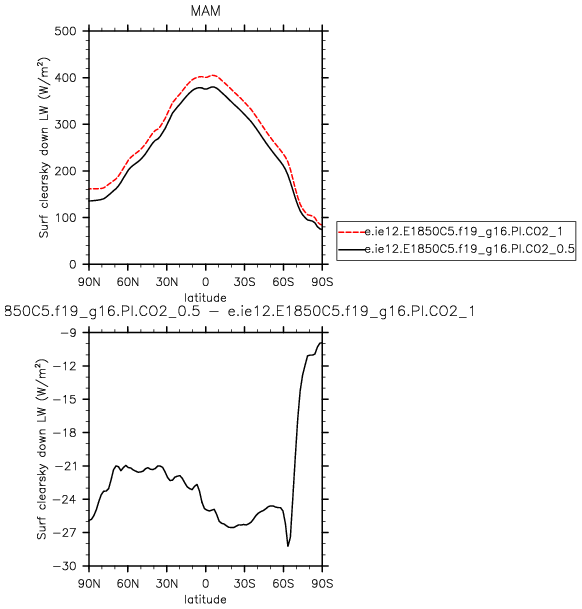 MAM
500
400
300
200
100
0
Surf clearsky down LW (W/m²)
90N 60N 30N 0 30S 60S 90S
latitude
e.ie12.E1850C5.f19_g16.PI.CO2_1
e.ie12.E1850C5.f19_g16.PI.CO2_0.5
850C5.f19_g16.PI.CO2_0.5 – e.ie12.E1850C5.f19_g16.PI.CO2_1
-9
-12
-15
-18
-21
-24
-27
-30
Surf clearsky down LW (W/m²)
90N 60N 30N 0 30S 60S 90S
latitude